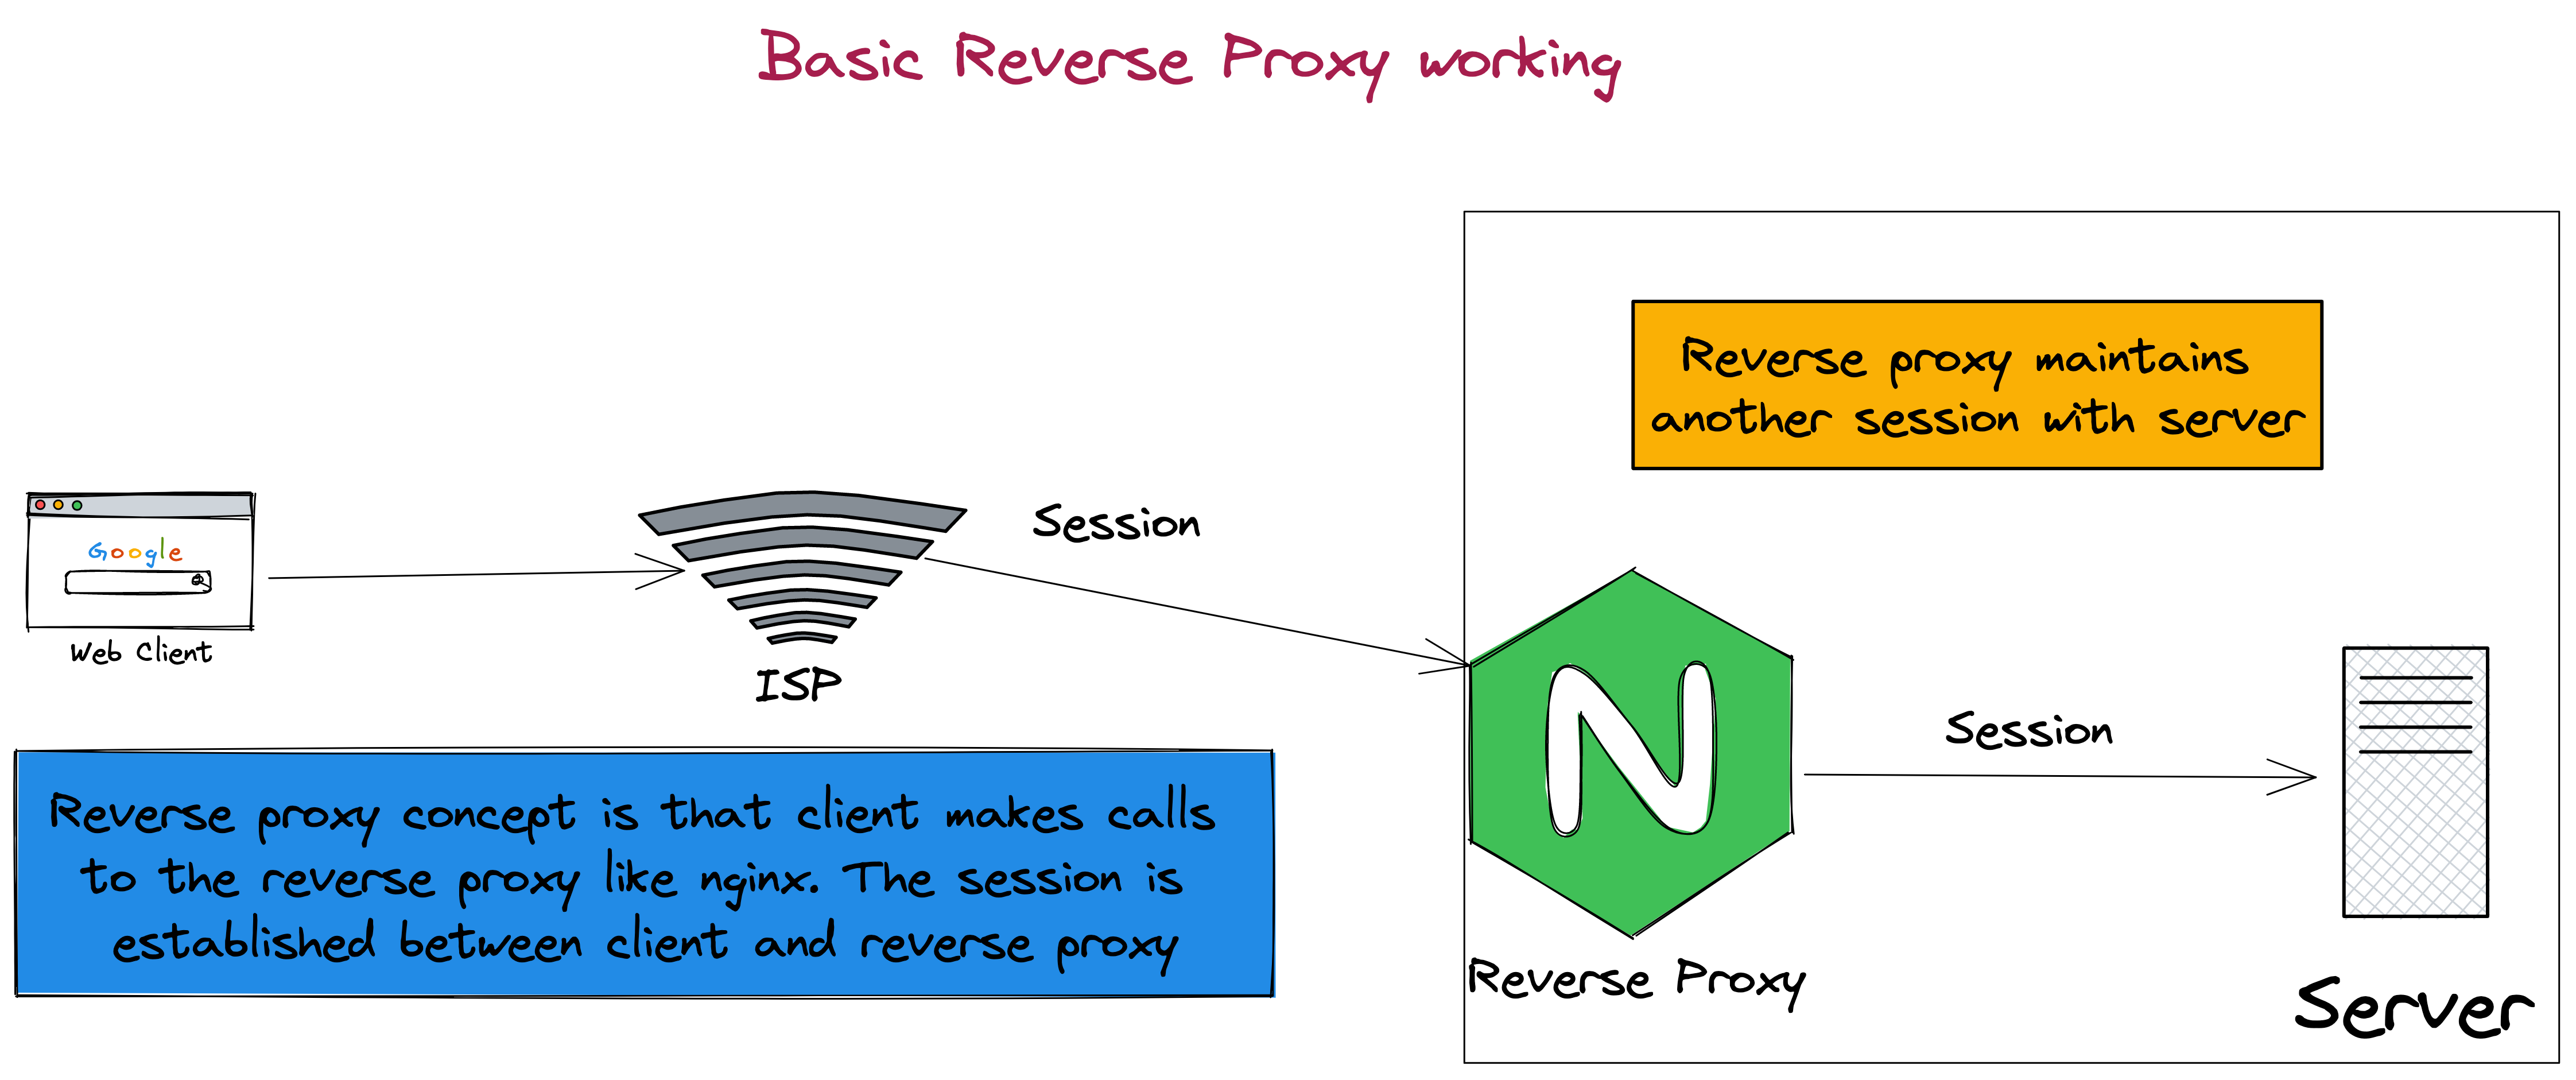 Basic Reverse Proxy working
Reverse proxy maintains
another session with server
Session
Google
Web Client
ISP
N
Session
Reverse proxy concept is that client makes calls
to the reverse proxy like nginx. The session is
established between client and reverse proxy
Reverse Proxy
Server